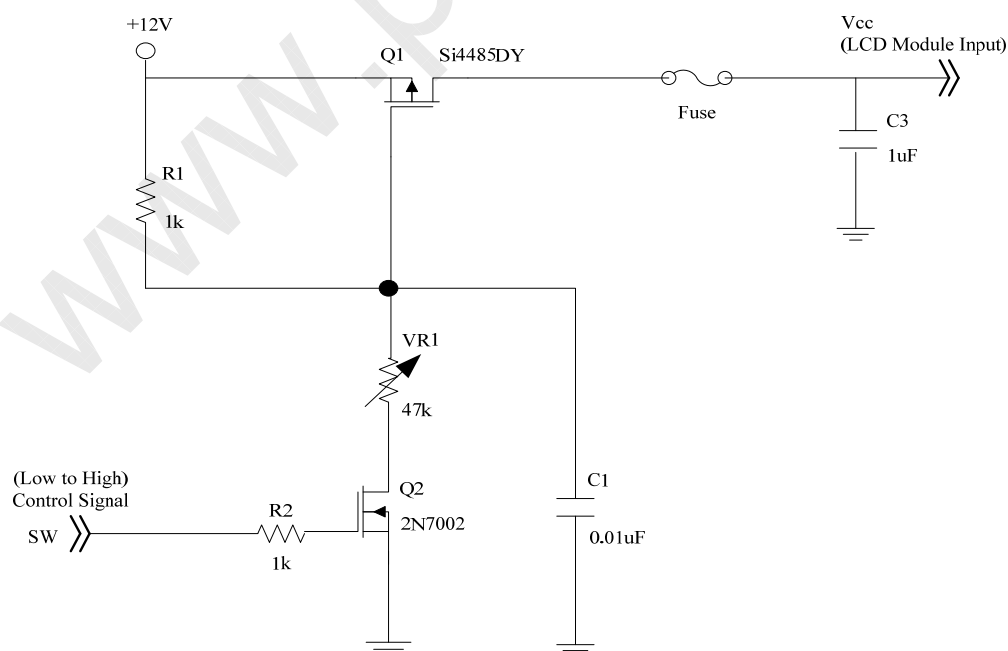 +12V
Q1
Si4485DY
Vcc
(LCD Module Input)
Fuse
C3
1uF
R1
1k
VR1
47k
(Low to High)
Control Signal
SW
R2
1k
Q2
2N7002
C1
0.01uF
www.p